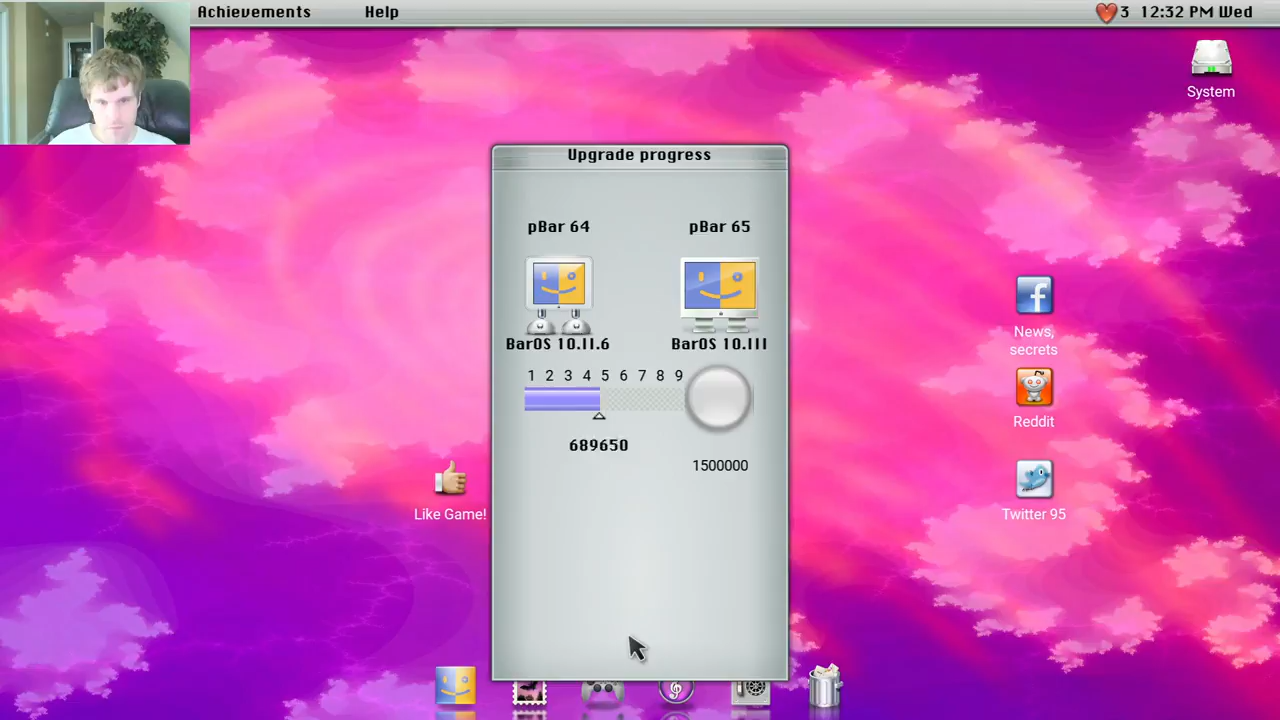 Achievements Help 3 12:32 PM Wed
System
Upgrade progress
pBar 64 pBar 65
BarOS 10.11.6 BarOS 10.111
1 2 3 4 5 6 7 8 9
689650
1500000
News,
secrets
Reddit
Like Game!
Twitter 95